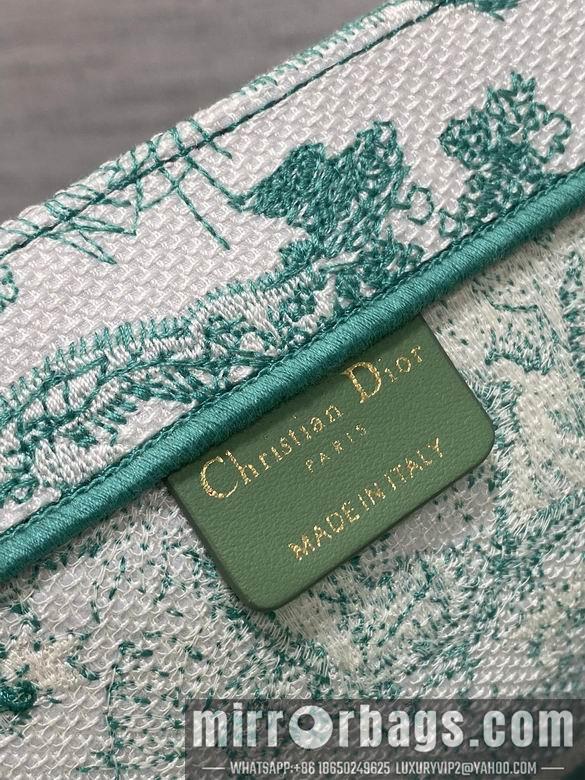 Christian Dior
PARIS
MADE IN ITALY
mirrorbags.com
WHATSAPP:+86 18650249625 LUXURYVIP2@YAHOO.COM